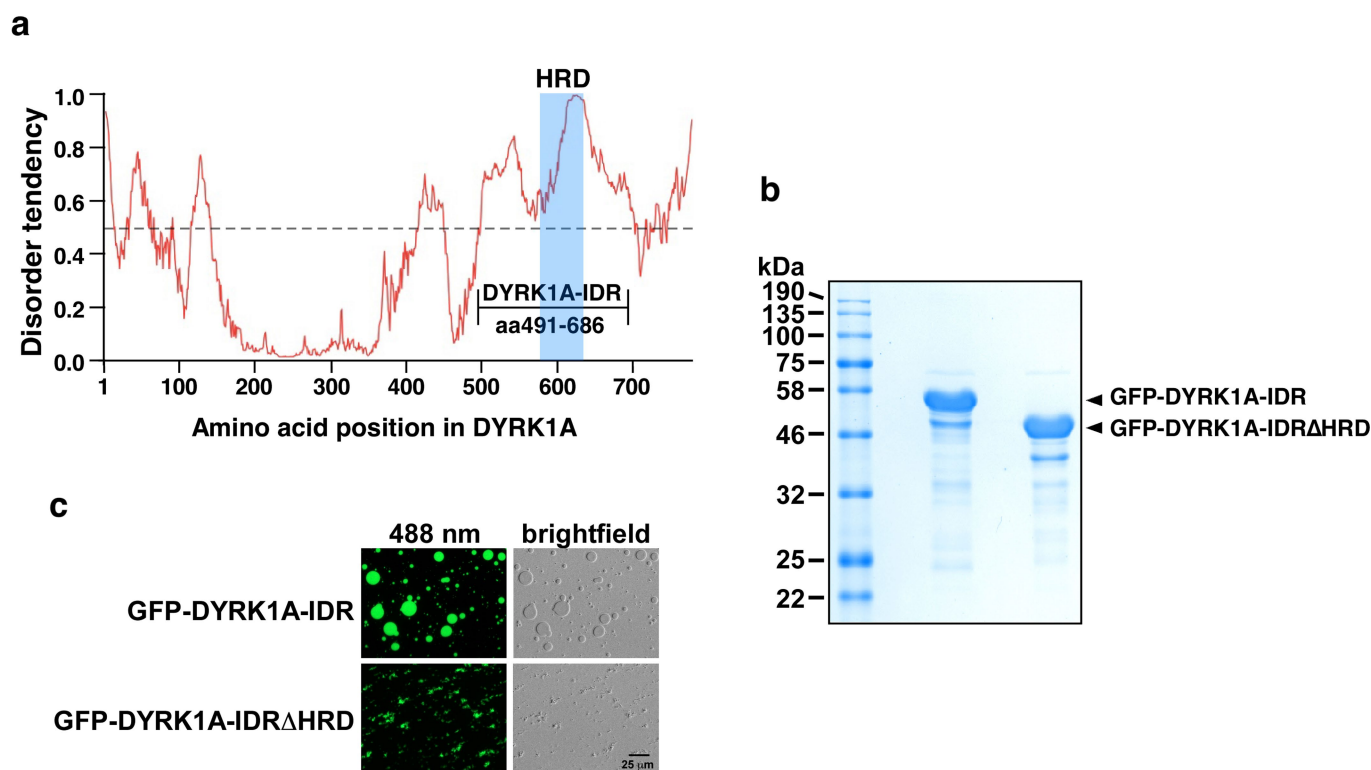 a
HRD
1.0
0.8
0.6
0.4
0.2
0.0
Disorder tendency
DYRK1A-IDR
aa491-686
1 100 200 300 400 500 600 700
Amino acid position in DYRK1A
b
kDa
190
135
100
75
58
46
32
25
22
GFP-DYRK1A-IDR
GFP-DYRK1A-IDRΔHRD
c
488 nm brightfield
GFP-DYRK1A-IDR
GFP-DYRK1A-IDRΔHRD
25 μm